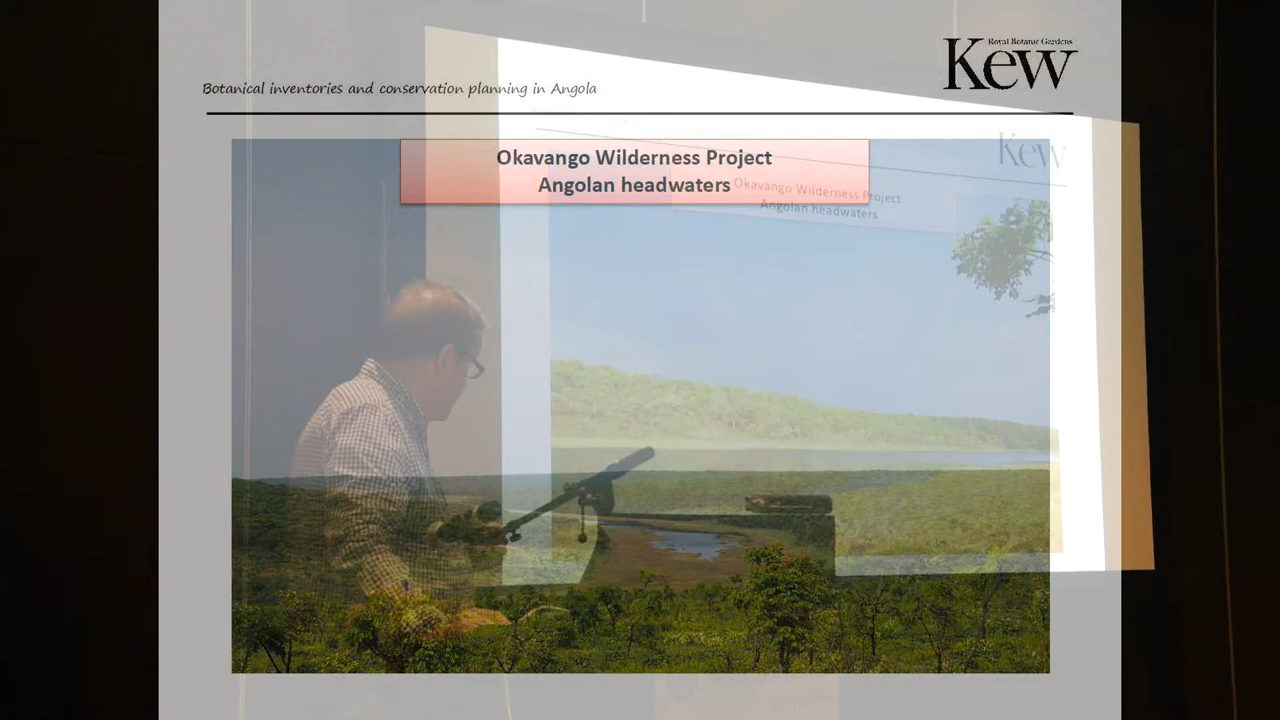 Royal Botanic Gardens
Kew
Botanical inventories and conservation planning in Angola
Okavango Wilderness Project
Angolan headwaters
Kew
Okavango Wilderness Project
Angolan headwaters